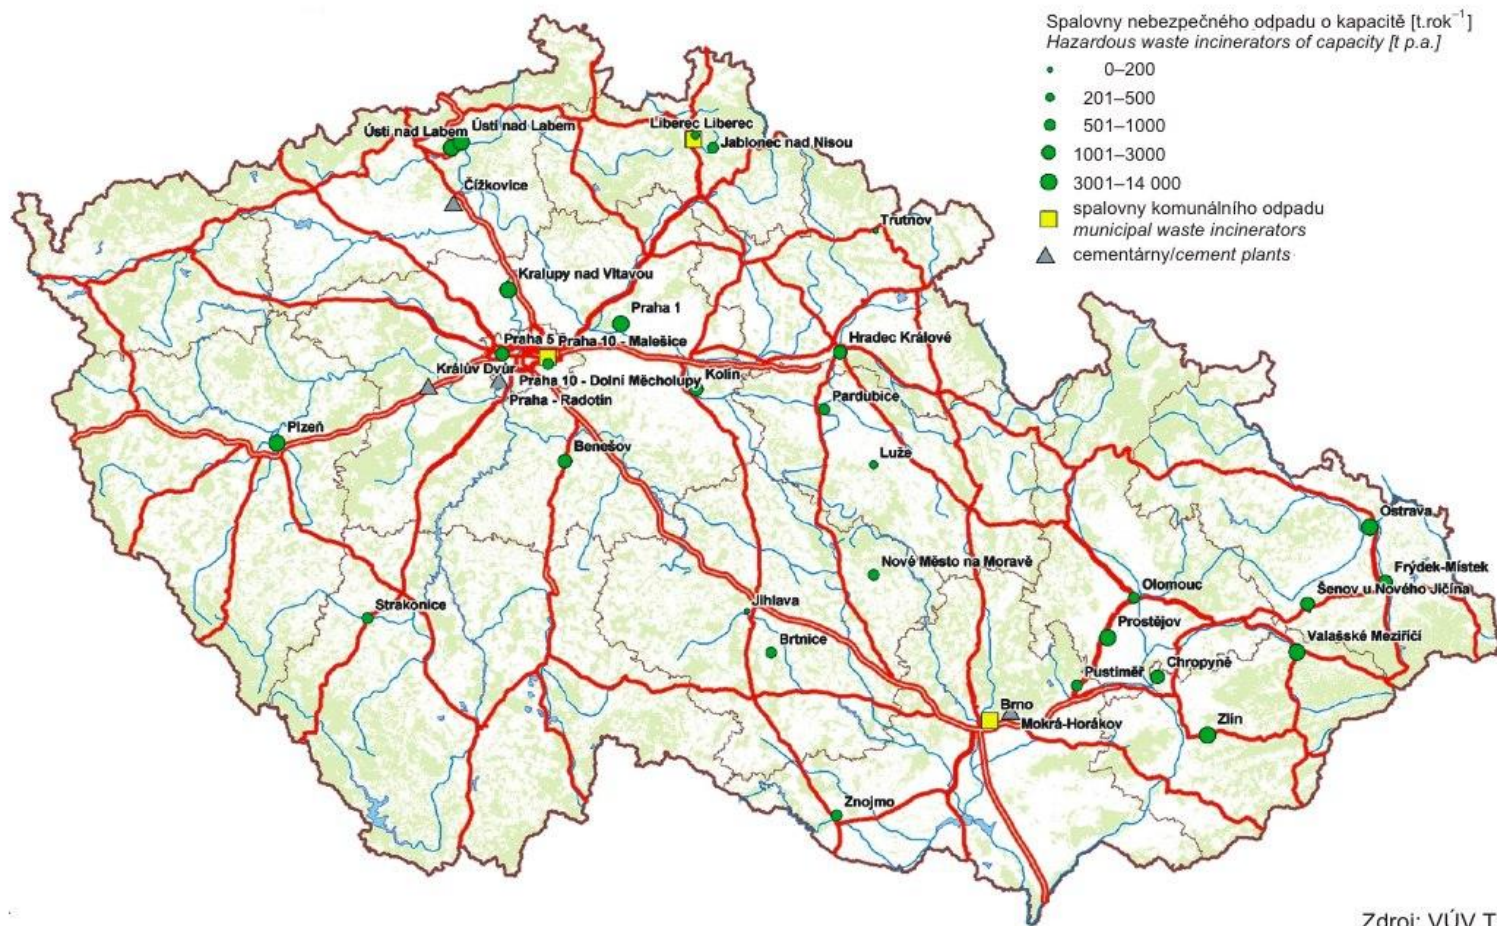 Spalovny nebezpečného odpadu o kapacitě [t.rok⁻¹]
Hazardous waste incinerators of capacity [t p.a.]
0–200
201–500
501–1000
1001–3000
3001–14 000
spalovny komunálního odpadu
municipal waste incinerators
cementárny/cement plants
Ústí nad Labem
Ústí nad Labem
Liberec Liberec
Jablonec nad Nisou
Čížkovice
Trutnov
Kralupy nad Vltavou
Praha 1
Praha 5
Praha 10 - Malešice
Hradec Králové
Králův Dvůr
Praha 10 - Dolní Měcholupy
Kolín
Praha - Radotín
Pardubice
Plzeň
Benešov
Luže
Ostrava
Nové Město na Moravě
Frýdek-Místek
Olomouc
Šenov u Nového Jičína
Strakonice
Jihlava
Prostějov
Brtnice
Valašské Meziříčí
Pustiměř
Chropyně
Brno
Mokrá-Horákov
Zlín
Znojmo
Zdroj: VÚV T